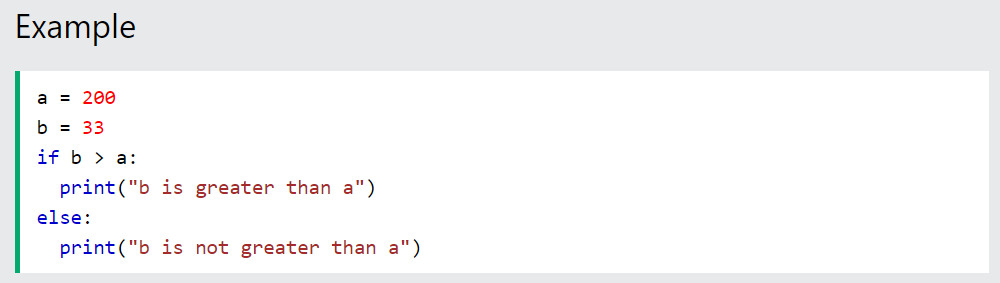 Example
a = 200
b = 33
if b > a:
  print("b is greater than a")
else:
  print("b is not greater than a")